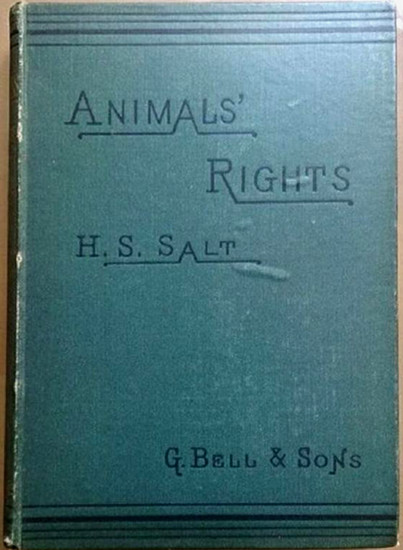 ANIMALS'
RIGHTS
H. S. SALT
G. BELL & SONS